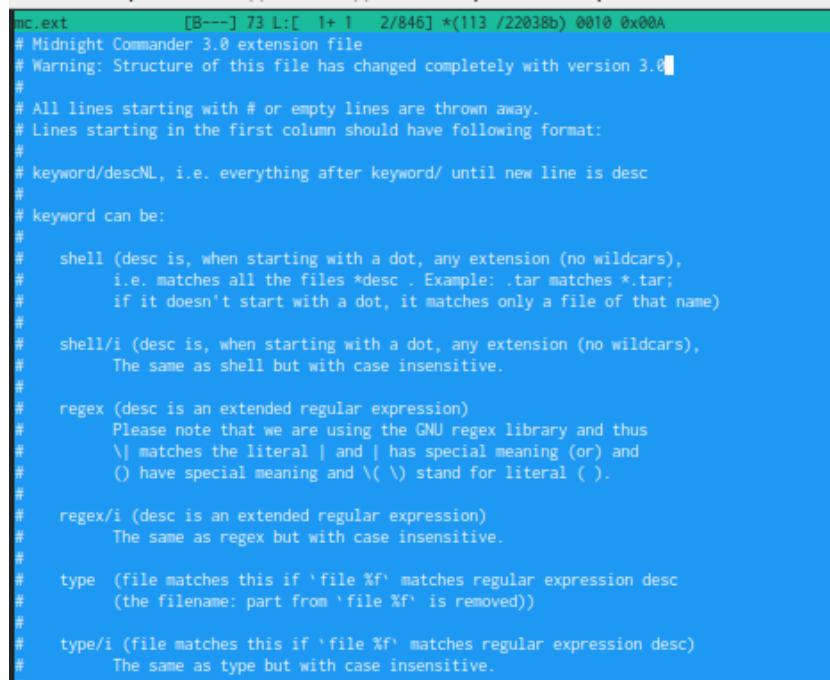 mc.ext [B---] 73 L:[ 1+ 1 2/846] *(113 /22038b) 0010 0x00A
# Midnight Commander 3.0 extension file
# Warning: Structure of this file has changed completely with version 3.0
#
# All lines starting with # or empty lines are thrown away.
# Lines starting in the first column should have following format:
#
# keyword/descNL, i.e. everything after keyword/ until new line is desc
#
# keyword can be:
#
#    shell (desc is, when starting with a dot, any extension (no wildcars),
#          i.e. matches all the files *desc . Example: .tar matches *.tar;
#          if it doesn't start with a dot, it matches only a file of that name)
#
#    shell/i (desc is, when starting with a dot, any extension (no wildcars),
#          The same as shell but with case insensitive.
#
#    regex (desc is an extended regular expression)
#          Please note that we are using the GNU regex library and thus
#          \| matches the literal | and | has special meaning (or) and
#          () have special meaning and \( \) stand for literal ( ).
#
#    regex/i (desc is an extended regular expression)
#          The same as regex but with case insensitive.
#
#    type  (file matches this if `file %f` matches regular expression desc
#          (the filename: part from `file %f` is removed))
#
#    type/i (file matches this if `file %f` matches regular expression desc)
#          The same as type but with case insensitive.